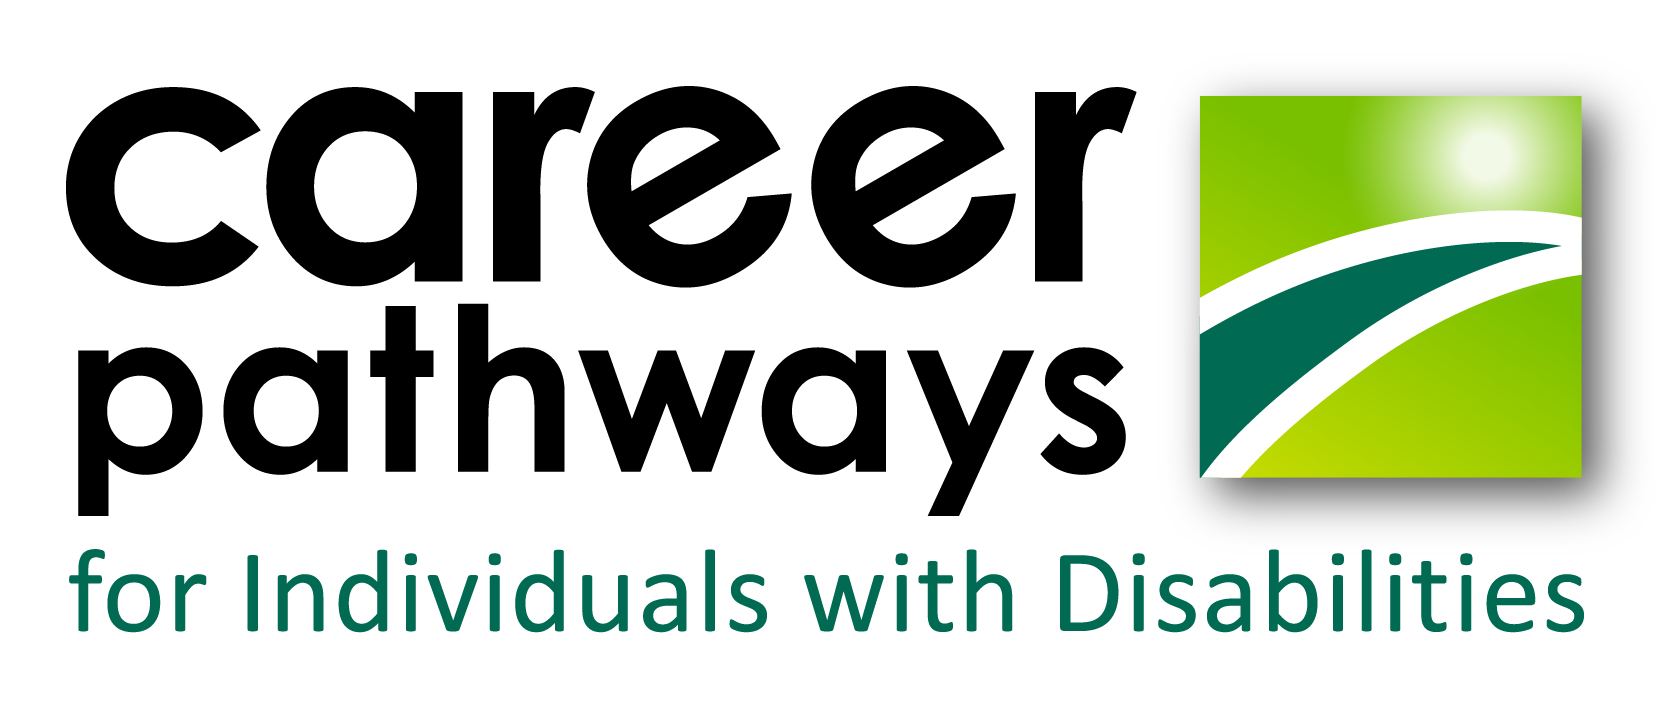 career
pathways
for Individuals with Disabilities